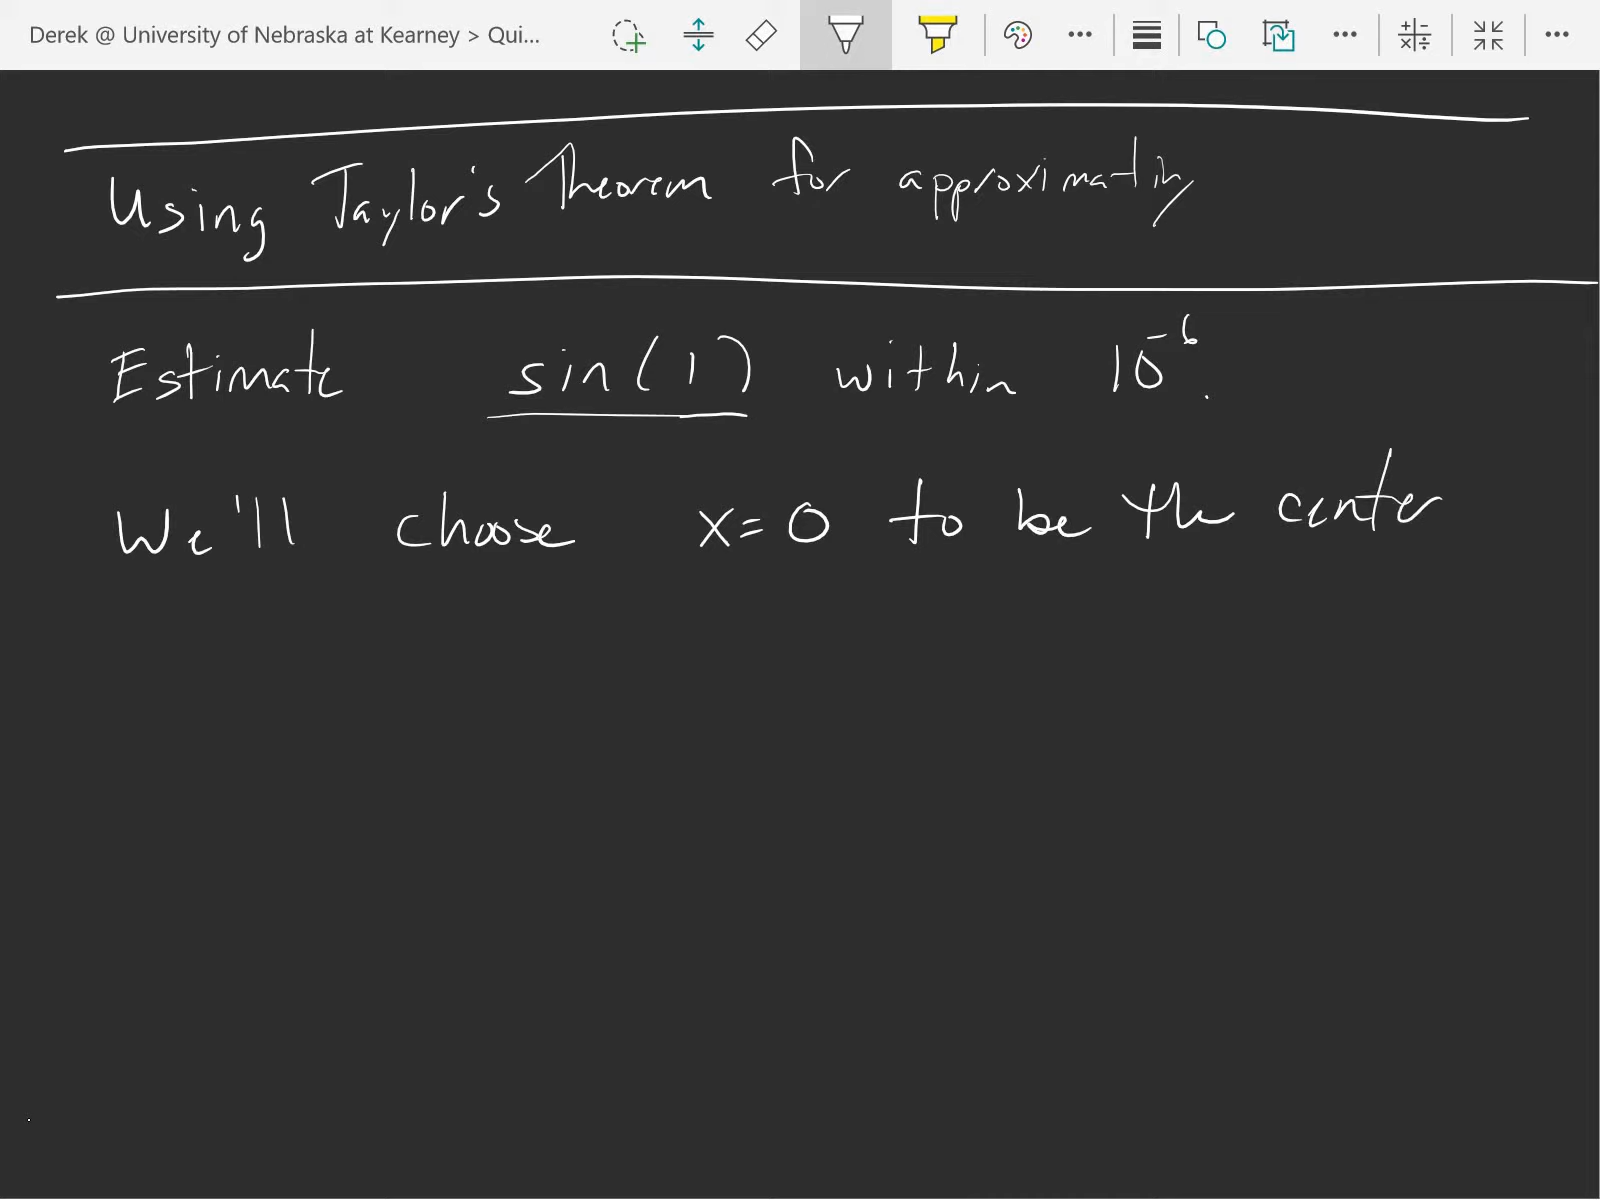 Derek @ University of Nebraska at Kearney > Qui...
Using Taylor's Theorem for approximating
Estimate sin(1) within 10⁻⁶.
We'll choose x=0 to be the center